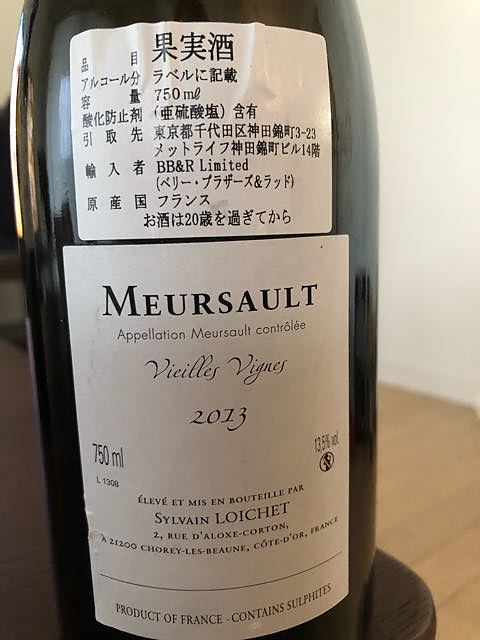 品目 果実酒
アルコール分 ラベルに記載
容量 750mℓ
酸化防止剤 (亜硫酸塩) 含有
引取先 東京都千代田区神田錦町3-23
メットライフ神田錦町ビル14階
輸入者 BB&R Limited
(ベリー・ブラザーズ&ラッド)
原産国 フランス
お酒は20歳を過ぎてから
MEURSAULT
Appellation Meursault contrôlée
Vieilles Vignes
2013
750 ml
13,5% vol
L 1308
ÉLEVÉ ET MIS EN BOUTEILLE PAR
SYLVAIN LOICHET
2, RUE D'ALOXE-CORTON,
A 21200 CHOREY-LES-BEAUNE, CÔTE-D'OR, FRANCE
PRODUCT OF FRANCE - CONTAINS SULPHITES